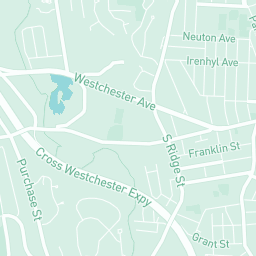 Neuton Ave
Irenhyl Ave
Westchester Ave
S Ridge St
Franklin St
Cross Westchester Expy
Purchase St
Grant St